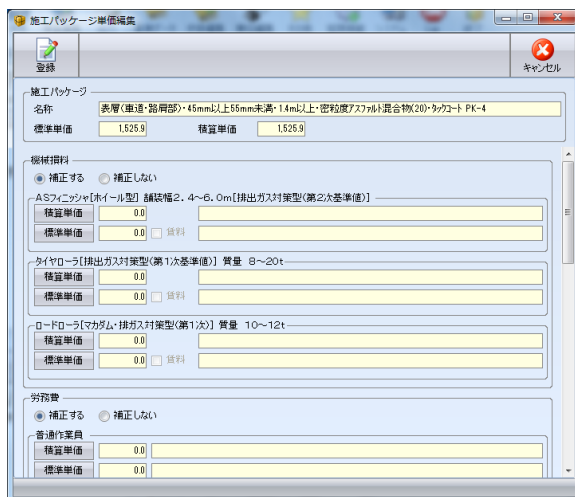 施工パッケージ単価編集
登録
キャンセル
施工パッケージ
名称 表層(車道・路肩部)・45mm以上55mm未満・1.4m以上・密粒度アスファルト混合物(20)・タックコート PK-4
標準単価 1,525.9 積算単価 1,525.9
機械損料
補正する 補正しない
ASフィニッシャ[ホイール型] 舗装幅2.4~6.0m[排出ガス対策型(第2次基準値)]
積算単価 0.0
標準単価 0.0 賃料
タイヤローラ[排出ガス対策型(第1次基準値)] 質量 8~20t
積算単価 0.0
標準単価 0.0 賃料
ロードローラ[マカダム・排ガス対策型(第1次)] 質量 10~12t
積算単価 0.0
標準単価 0.0 賃料
労務費
補正する 補正しない
普通作業員
積算単価 0.0
標準単価 0.0